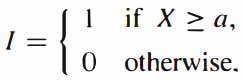 I = { 1 if X ≥ a,
0 otherwise.